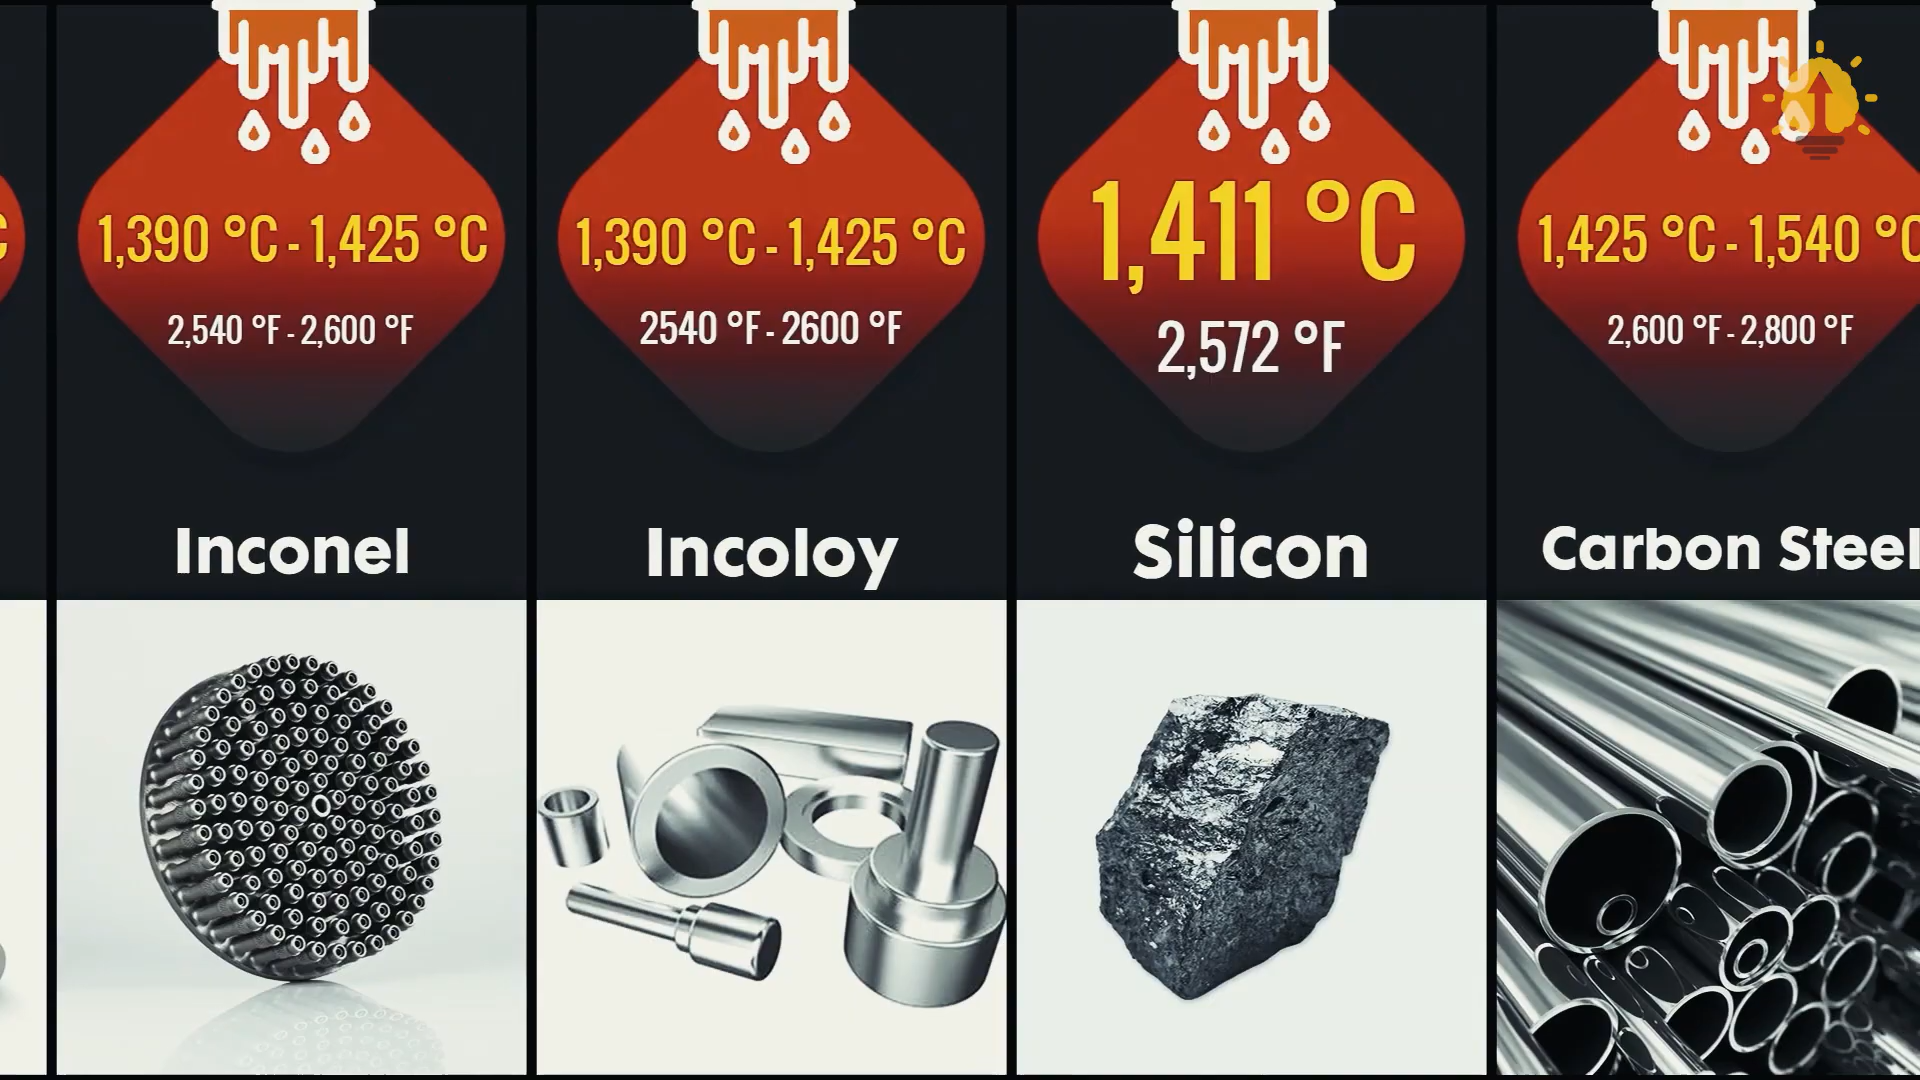 1,390 °C - 1,425 °C
2,540 °F - 2,600 °F
Inconel
1,390 °C - 1,425 °C
2540 °F - 2600 °F
Incoloy
1,411 °C
2,572 °F
Silicon
1,425 °C - 1,540 °C
2,600 °F - 2,800 °F
Carbon Steel